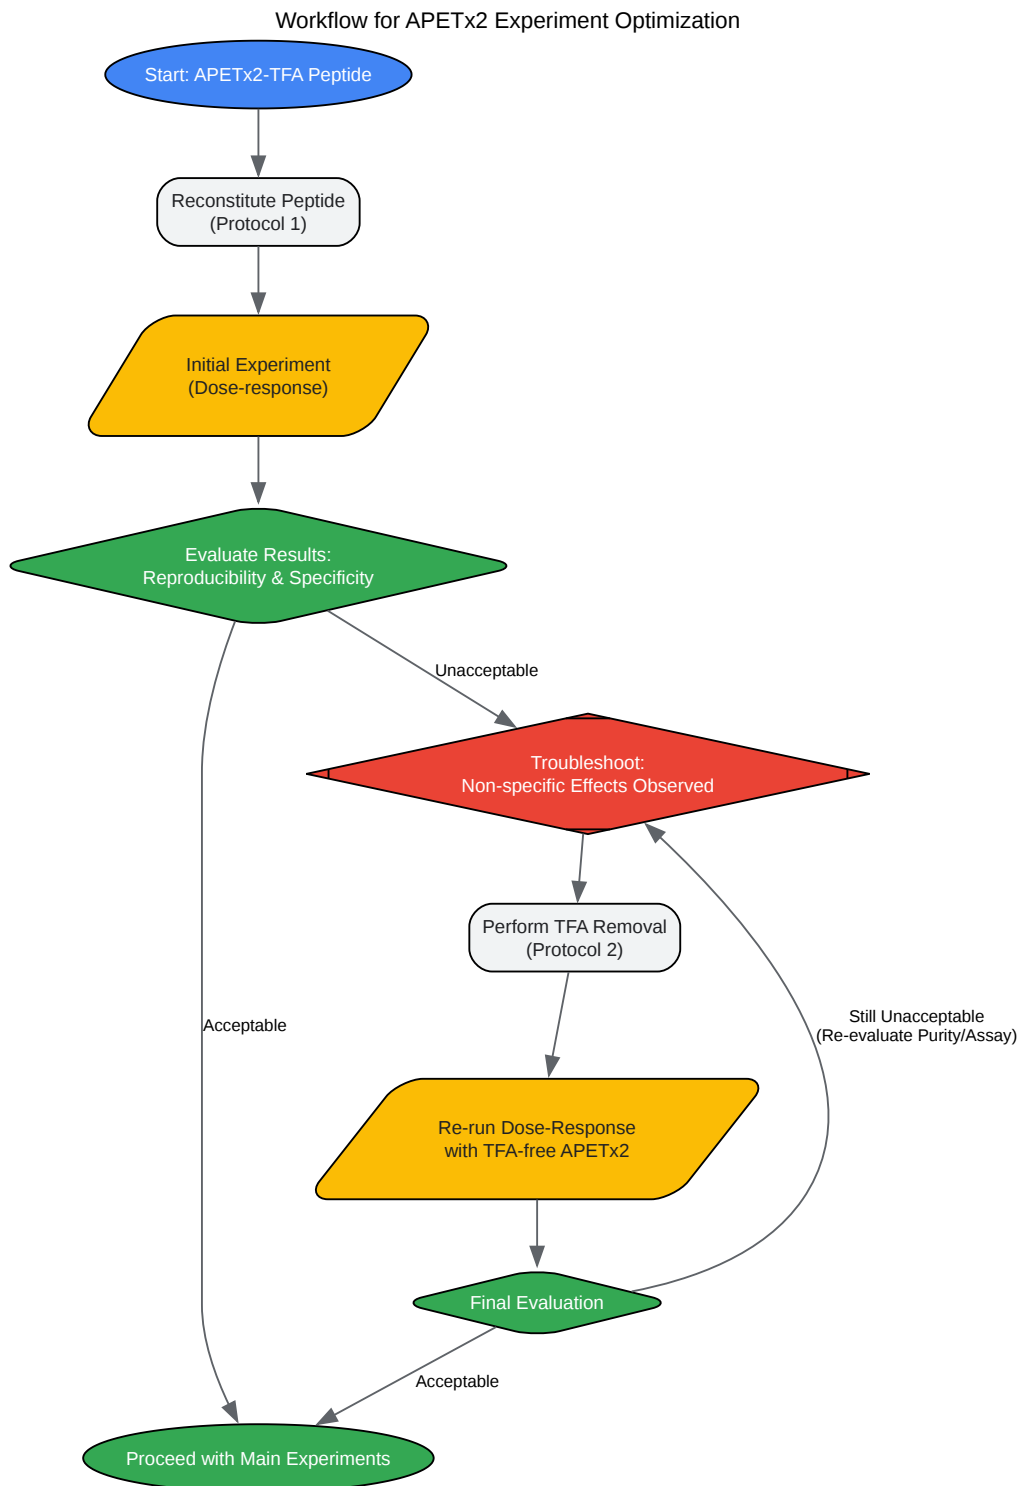 Workflow for APETx2 Experiment Optimization
Start: APETx2-TFA Peptide
Reconstitute Peptide
(Protocol 1)
Initial Experiment
(Dose-response)
Evaluate Results:
Reproducibility & Specificity
Unacceptable
Troubleshoot:
Non-specific Effects Observed
Perform TFA Removal
(Protocol 2)
Still Unacceptable
(Re-evaluate Purity/Assay)
Acceptable
Re-run Dose-Response
with TFA-free APETx2
Final Evaluation
Acceptable
Proceed with Main Experiments